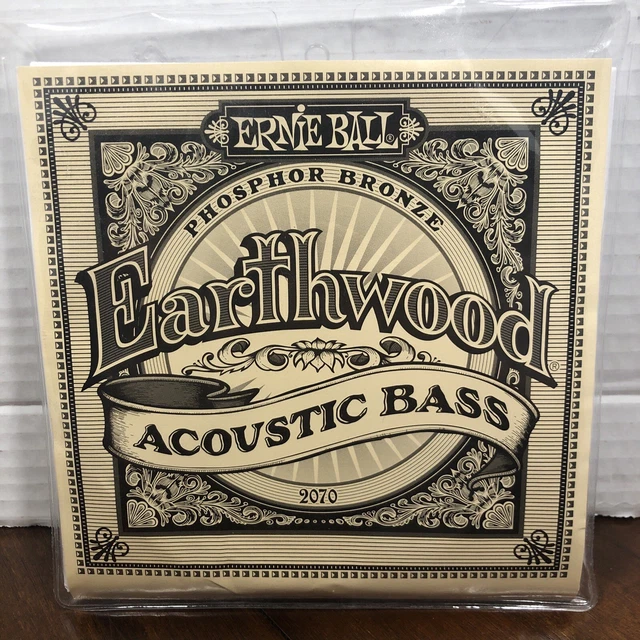 ERNIE BALL®
PHOSPHOR BRONZE
Earthwood®
ACOUSTIC BASS
2070